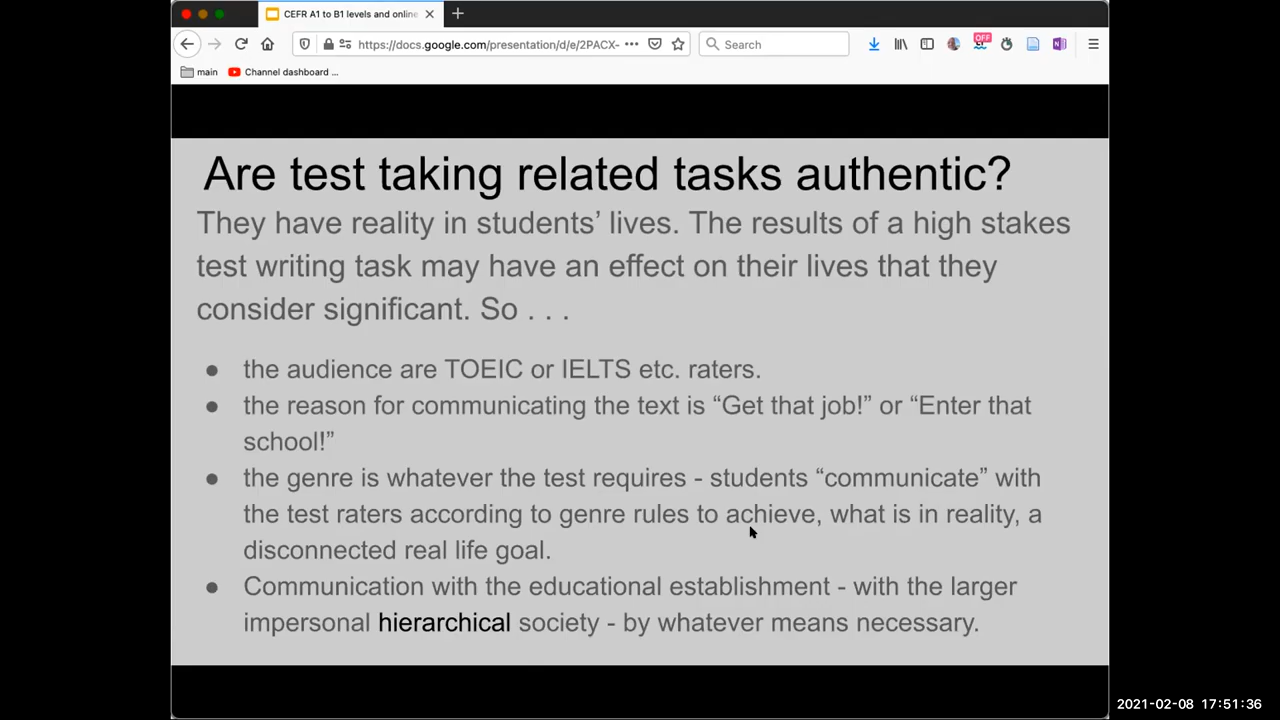 CEFR A1 to B1 levels and online
https://docs.google.com/presentation/d/e/2PACX-
Search
OFF
main
Channel dashboard ...
Are test taking related tasks authentic?
They have reality in students’ lives. The results of a high stakes
test writing task may have an effect on their lives that they
consider significant. So . . .
● the audience are TOEIC or IELTS etc. raters.
● the reason for communicating the text is “Get that job!” or “Enter that
school!”
● the genre is whatever the test requires - students “communicate” with
the test raters according to genre rules to achieve, what is in reality, a
disconnected real life goal.
● Communication with the educational establishment - with the larger
impersonal hierarchical society - by whatever means necessary.
2021-02-08 17:51:36